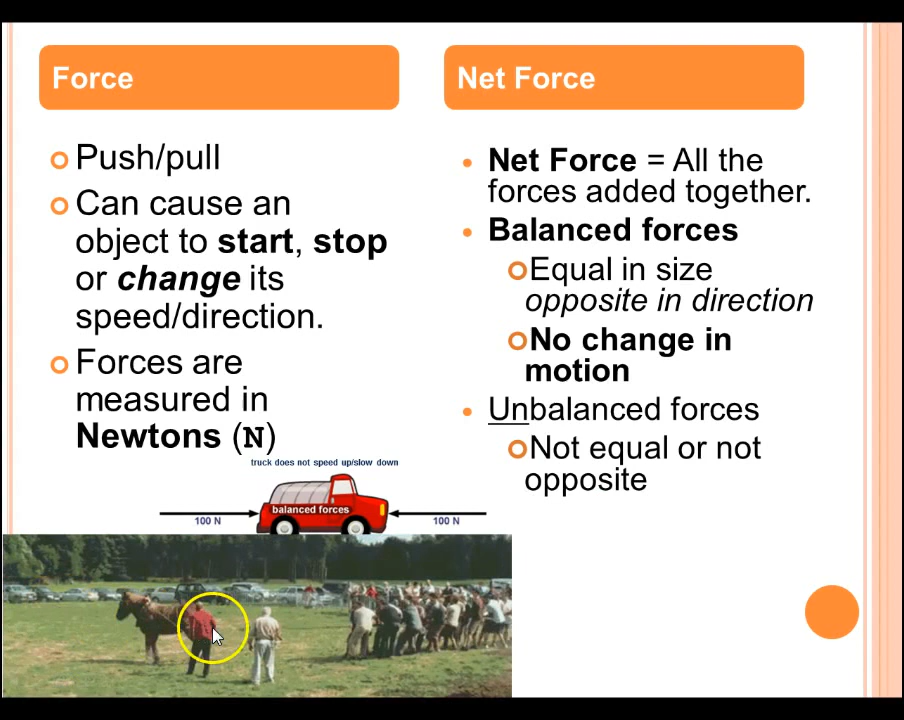 Force
Push/pull
Can cause an
object to start, stop
or change its
speed/direction.
Forces are
measured in
Newtons (N)
truck does not speed up/slow down
balanced forces
100 N
100 N
Net Force
Net Force = All the
forces added together.
Balanced forces
Equal in size
opposite in direction
No change in
motion
Unbalanced forces
Not equal or not
opposite